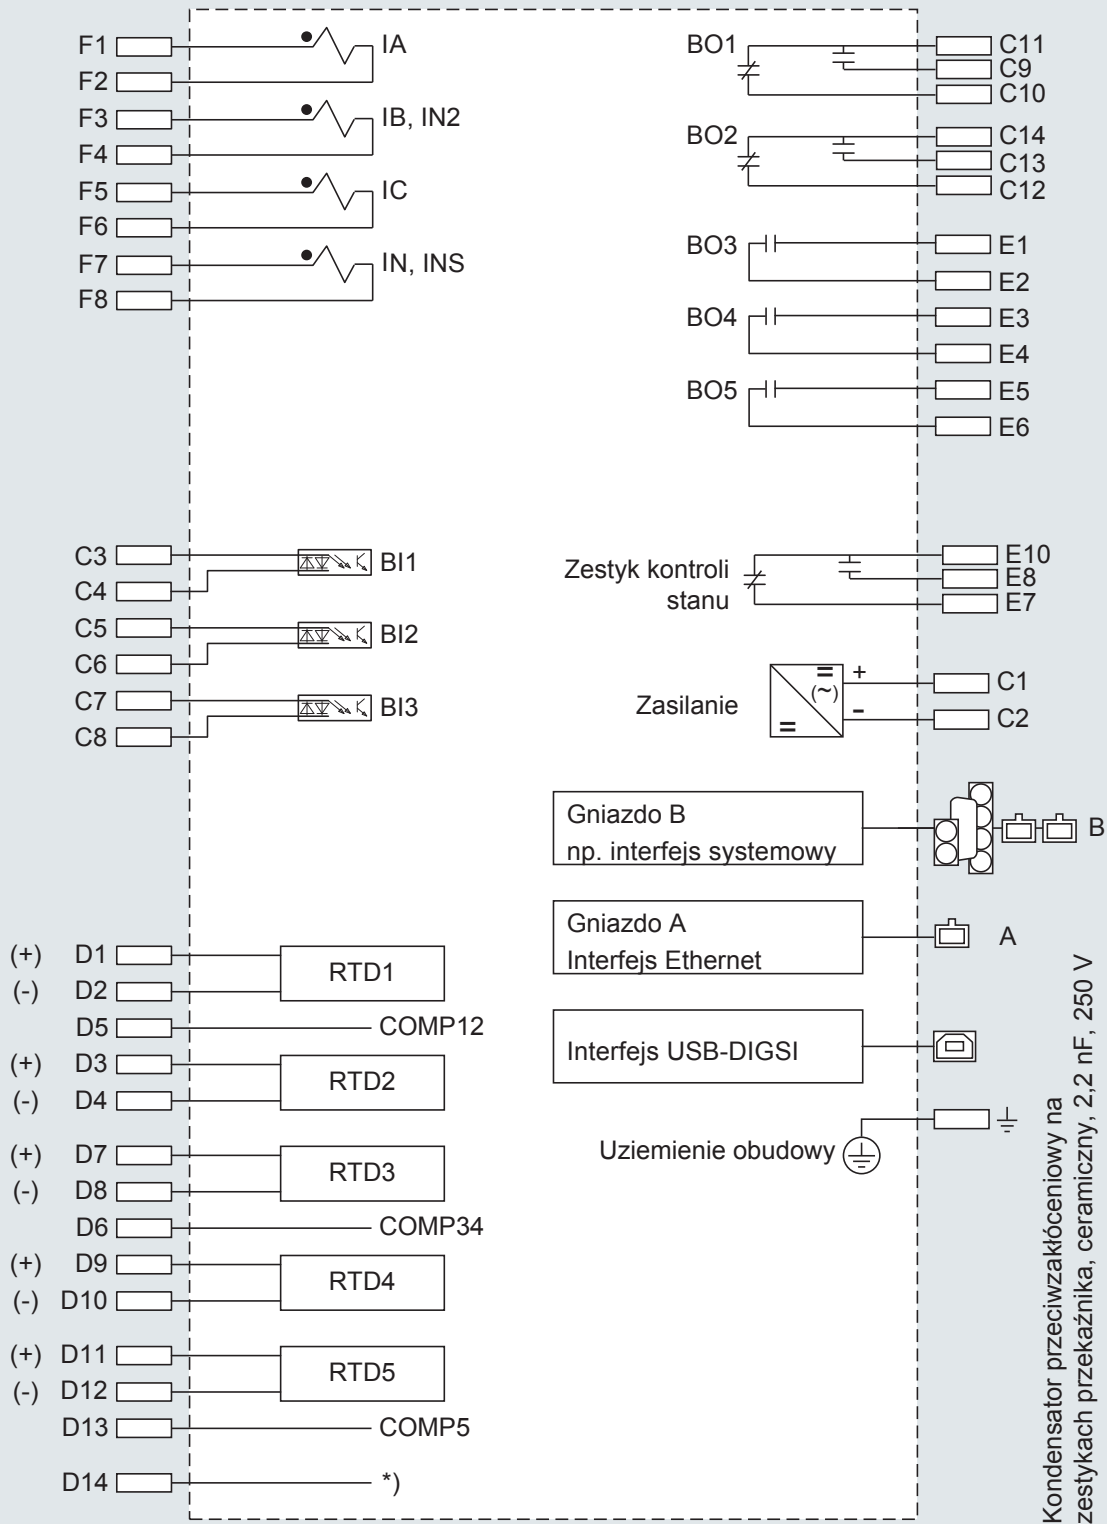 F1
IA
F2
F3
IB, IN2
F4
F5
IC
F6
F7
IN, INS
F8
C3
BI1
C4
C5
BI2
C6
C7
BI3
C8
(+) D1
RTD1
(-) D2
D5
COMP12
(+) D3
RTD2
(-) D4
(+) D7
RTD3
(-) D8
D6
COMP34
(+) D9
RTD4
(-) D10
(+) D11
RTD5
(-) D12
D13
COMP5
D14
*)
BO1
C11
C9
C10
BO2
C14
C13
C12
BO3
E1
E2
BO4
E3
E4
BO5
E5
E6
Zestyk kontroli
stanu
E10
E8
E7
Zasilanie
=
(~)
=
+
-
C1
C2
Gniazdo B
np. interfejs systemowy
B
Gniazdo A
Interfejs Ethernet
A
Interfejs USB-DIGSI
Uziemienie obudowy
Kondensator przeciwzakłóceniowy na
zestykach przekaźnika, ceramiczny, 2,2 nF, 250 V